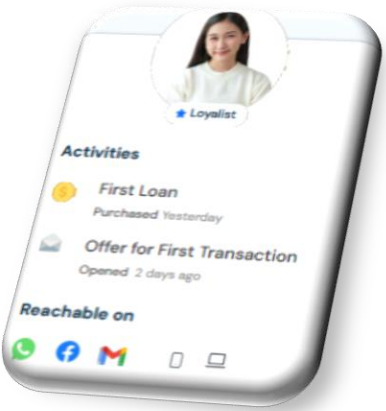 Loyalist
Activities
First Loan
Purchased Yesterday
Offer for First Transaction
Opened 2 days ago
Reachable on